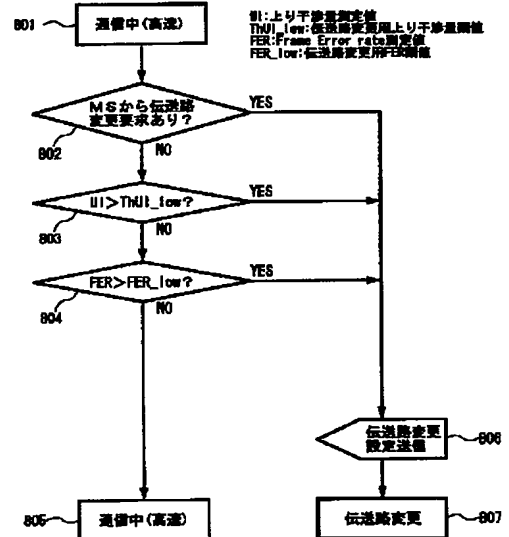 801
通信中(高速)
UI:上り干渉量測定値
ThUI_low:伝送路変更用上り干渉量閾値
FER:Frame Error rate測定値
FER_low:伝送路変更用FER閾値
MSから伝送路
変更要求あり?
YES
802
NO
UI>ThUI_low?
YES
803
NO
FER>FER_low?
YES
804
NO
伝送路変更
設定送信
806
805
通信中(高速)
伝送路変更
807